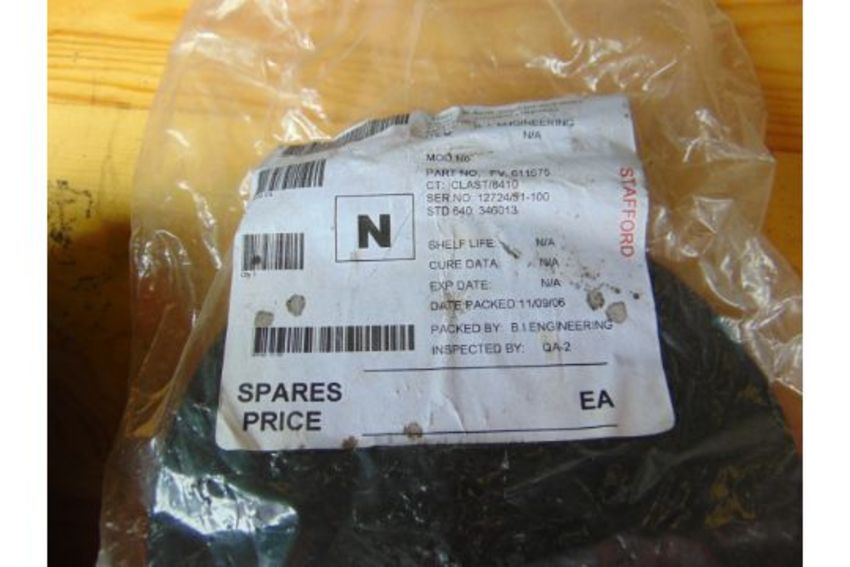 ENGINEERING
N/A
MOD No
PART NO. FV 611675
CT: CLAST/8410
SER.NO: 12724/S1-100
STD 640: 346013
STAFFORD
N
SHELF LIFE: N/A
CURE DATA: N/A
EXP DATE: N/A
DATE PACKED 11/09/06
PACKED BY: B.I.ENGINEERING
INSPECTED BY: QA-2
SPARES PRICE
EA